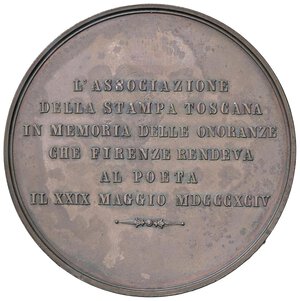 L'ASSOCIAZIONE
DELLA STAMPA TOSCANA
IN MEMORIA DELLE ONORANZE
CHE FIRENZE RENDEVA
AL POETA
IL XXIX MAGGIO MDCCCXCIV